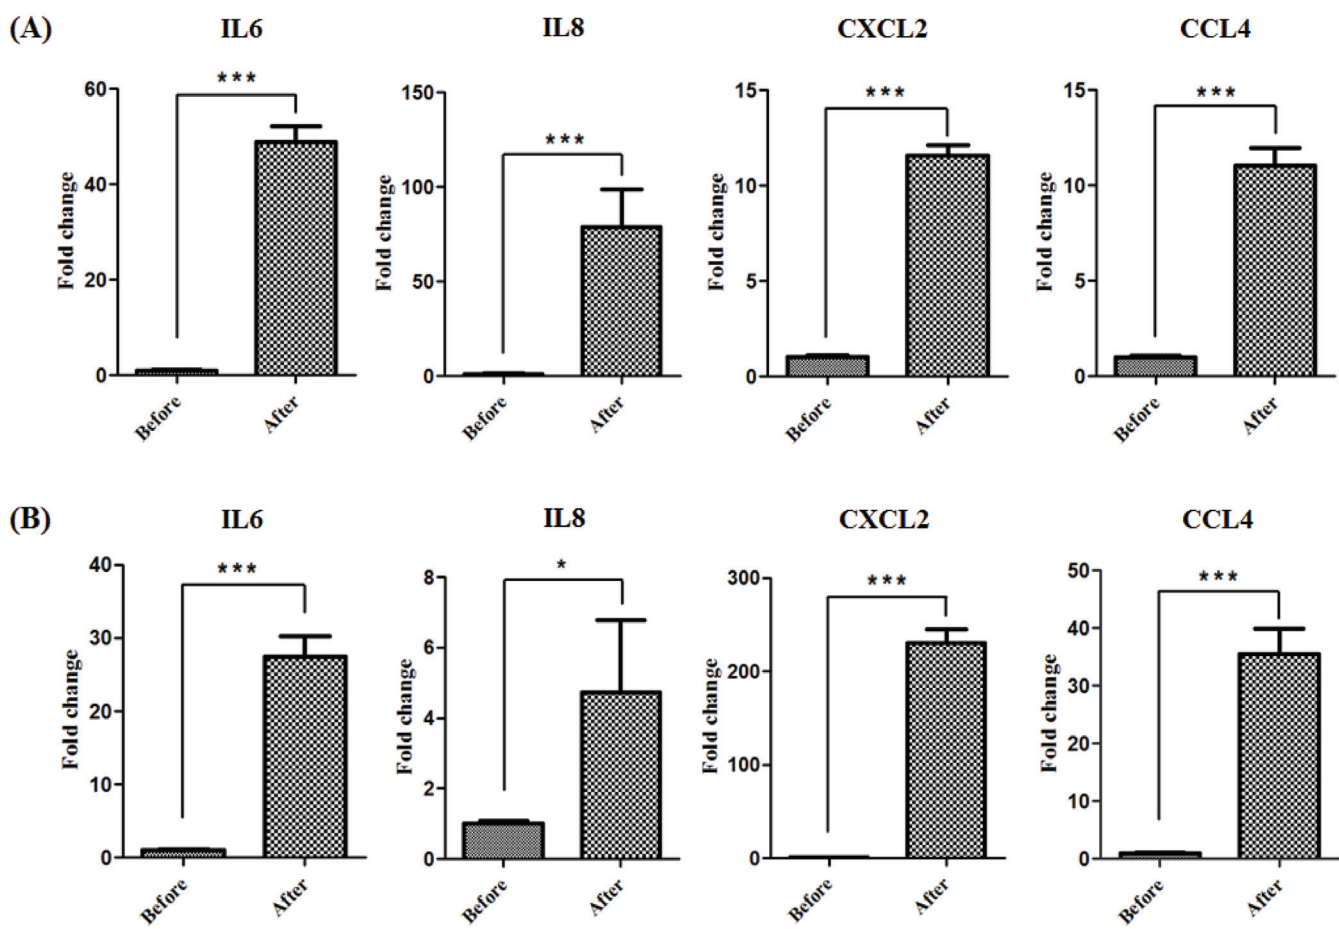 (A) IL6 IL8 CXCL2 CCL4
*** *** *** ***
Fold change 60 40 20 0 Before After
Fold change 150 100 50 0 Before After
Fold change 15 10 5 0 Before After
Fold change 15 10 5 0 Before After
(B) IL6 IL8 CXCL2 CCL4
*** * *** ***
Fold change 40 30 20 10 0 Before After
Fold change 8 6 4 2 0 Before After
Fold change 300 200 100 0 Before After
Fold change 50 40 30 20 10 0 Before After